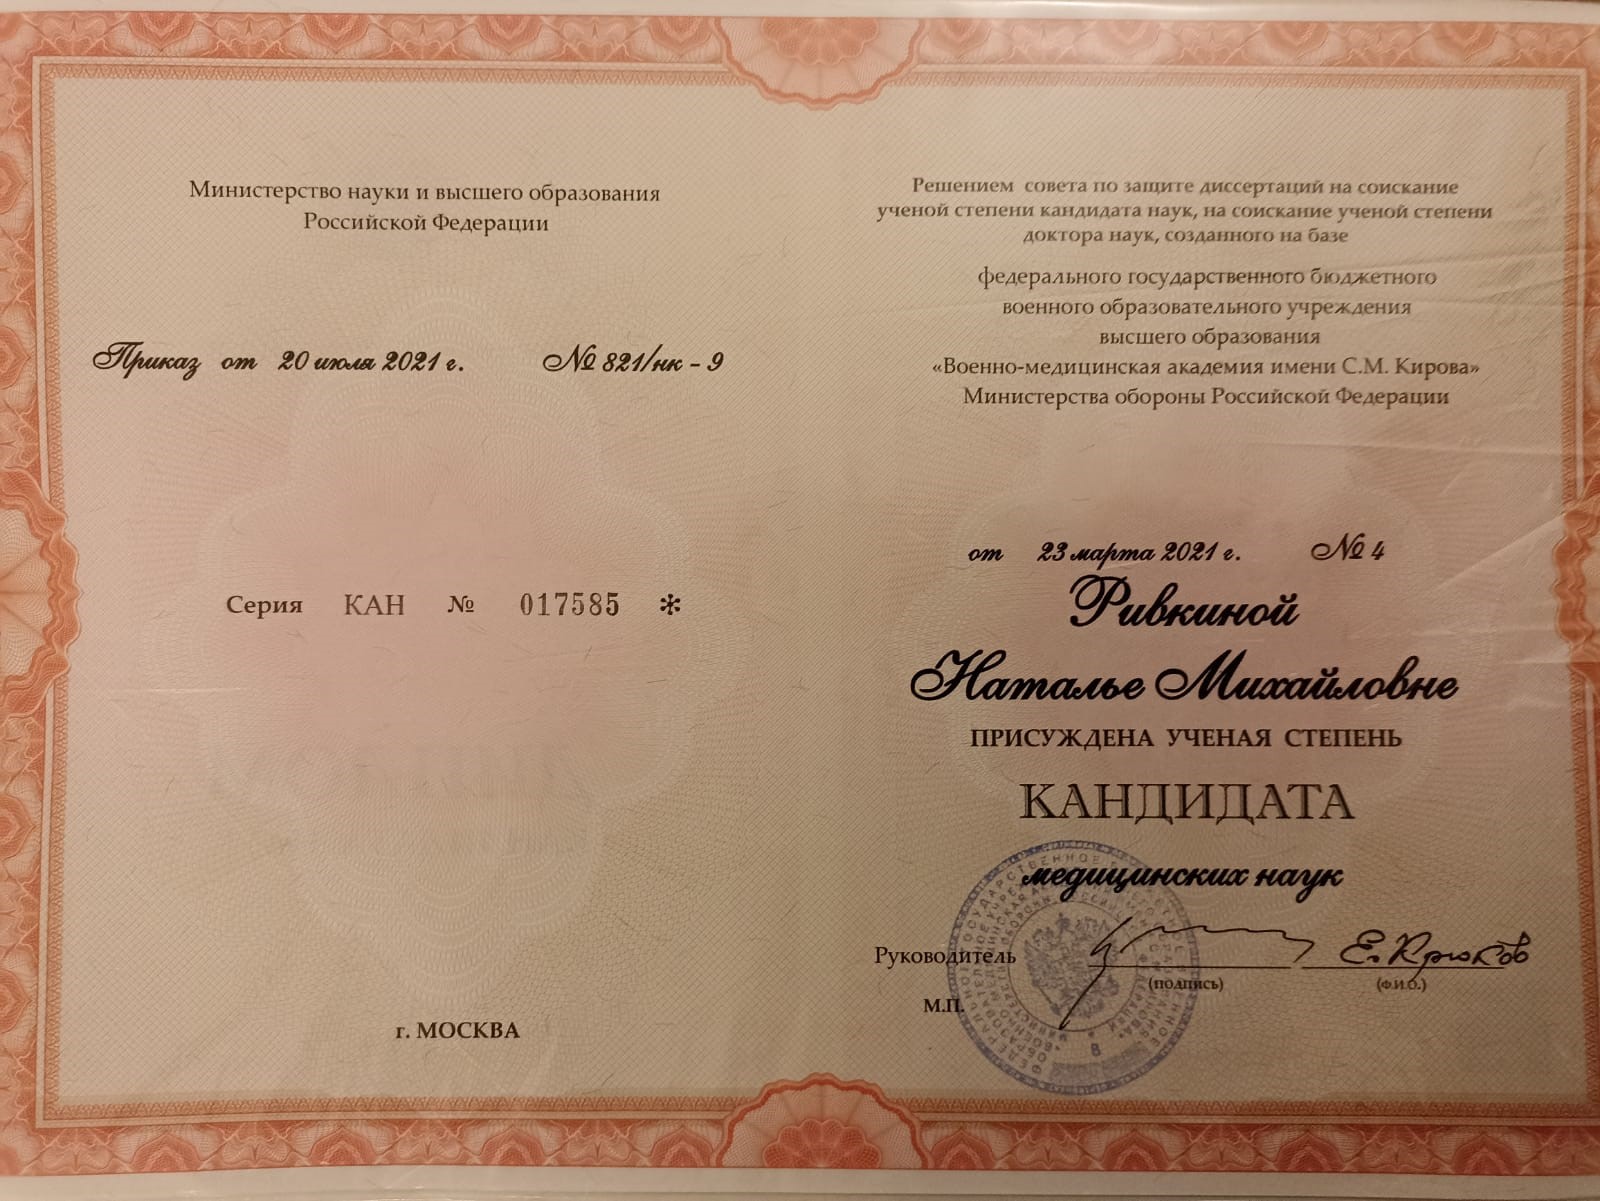 Министерство науки и высшего образования
Российской Федерации
Приказ от 20 июля 2021 г. № 821/нк - 9
Серия КАН № 017585 *
г. МОСКВА
Решением совета по защите диссертаций на соискание
ученой степени кандидата наук, на соискание ученой степени
доктора наук, созданного на базе
федерального государственного бюджетного
военного образовательного учреждения
высшего образования
«Военно-медицинская академия имени С.М. Кирова»
Министерства обороны Российской Федерации
от 23 марта 2021 г. № 4
Ривкиной
Наталье Михайловне
ПРИСУЖДЕНА УЧЕНАЯ СТЕПЕНЬ
КАНДИДАТА
медицинских наук
Руководитель Е. Крюков
(подпись) (Ф.И.О.)
М.П.